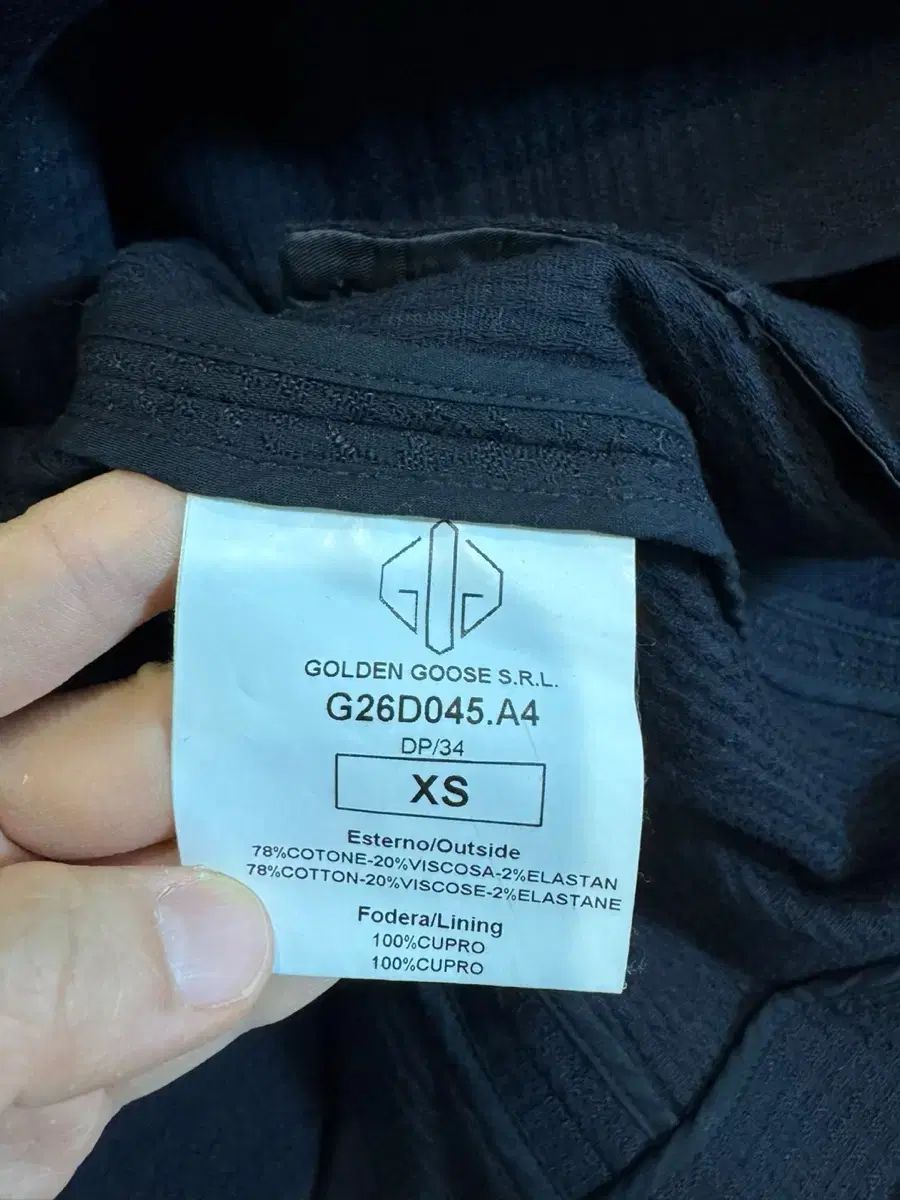 GOLDEN GOOSE S.R.L.
G26D045.A4
DP/34
XS
Esterno/Outside
78%COTONE-20%VISCOSA-2%ELASTAN
78%COTTON-20%VISCOSE-2%ELASTANE
Fodera/Lining
100%CUPRO
100%CUPRO